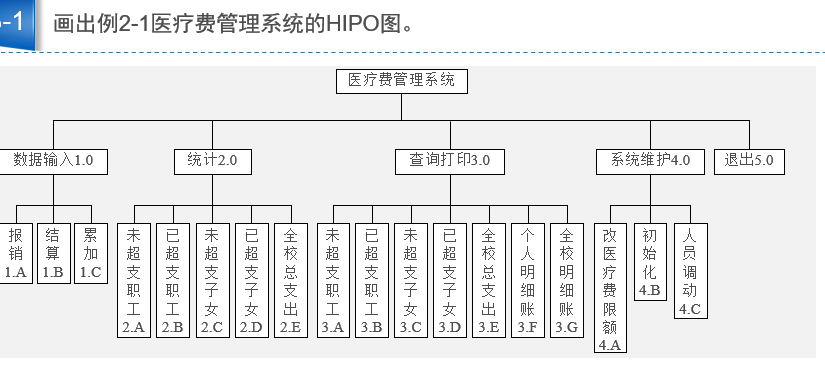 -1
画出例2-1医疗费管理系统的HIPO图。
医疗费管理系统
数据输入1.0
统计2.0
查询打印3.0
系统维护4.0
退出5.0
报销1.A
结算1.B
累加1.C
未超支职工2.A
已超支职工2.B
未超支子女2.C
已超支子女2.D
全校总支出2.E
未超支职工3.A
已超支职工3.B
未超支子女3.C
已超支子女3.D
全校总支出3.E
个人明细账3.F
全校明细账3.G
改医疗费限额4.A
初始化4.B
人员调动4.C